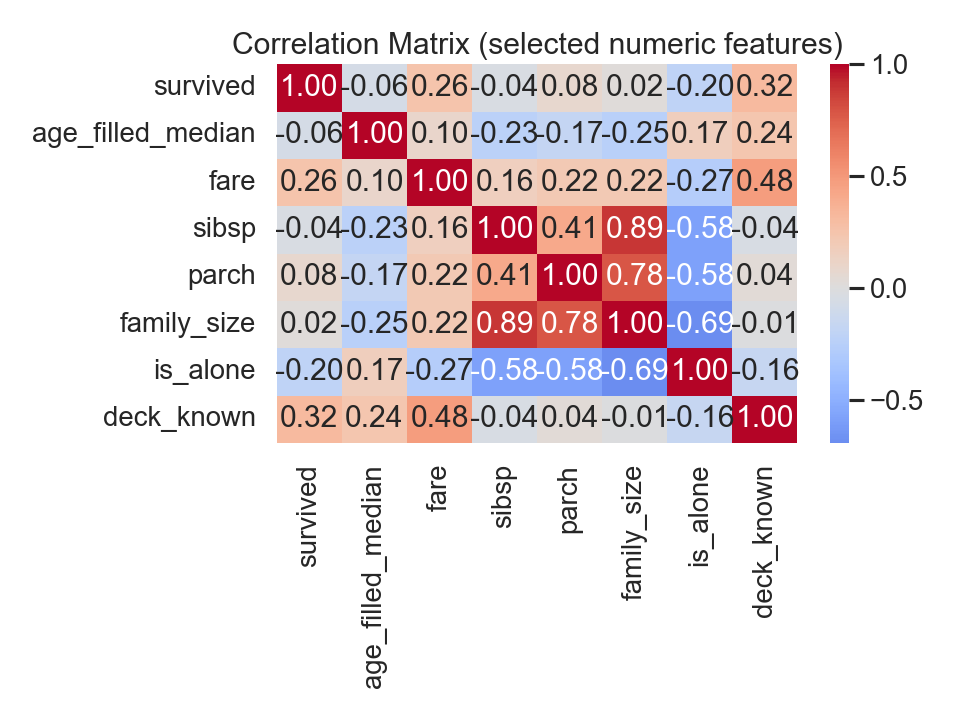 Correlation Matrix (selected numeric features)
survived 1.00 -0.06 0.26 -0.04 0.08 0.02 -0.20 0.32
age_filled_median -0.06 1.00 0.10 -0.23 -0.17 -0.25 0.17 0.24
fare 0.26 0.10 1.00 0.16 0.22 0.22 -0.27 0.48
sibsp -0.04 -0.23 0.16 1.00 0.41 0.89 -0.58 -0.04
parch 0.08 -0.17 0.22 0.41 1.00 0.78 -0.58 0.04
family_size 0.02 -0.25 0.22 0.89 0.78 1.00 -0.69 -0.01
is_alone -0.20 0.17 -0.27 -0.58 -0.58 -0.69 1.00 -0.16
deck_known 0.32 0.24 0.48 -0.04 0.04 -0.01 -0.16 1.00
survived
age_filled_median
fare
sibsp
parch
family_size
is_alone
deck_known
1.0
0.5
0.0
−0.5